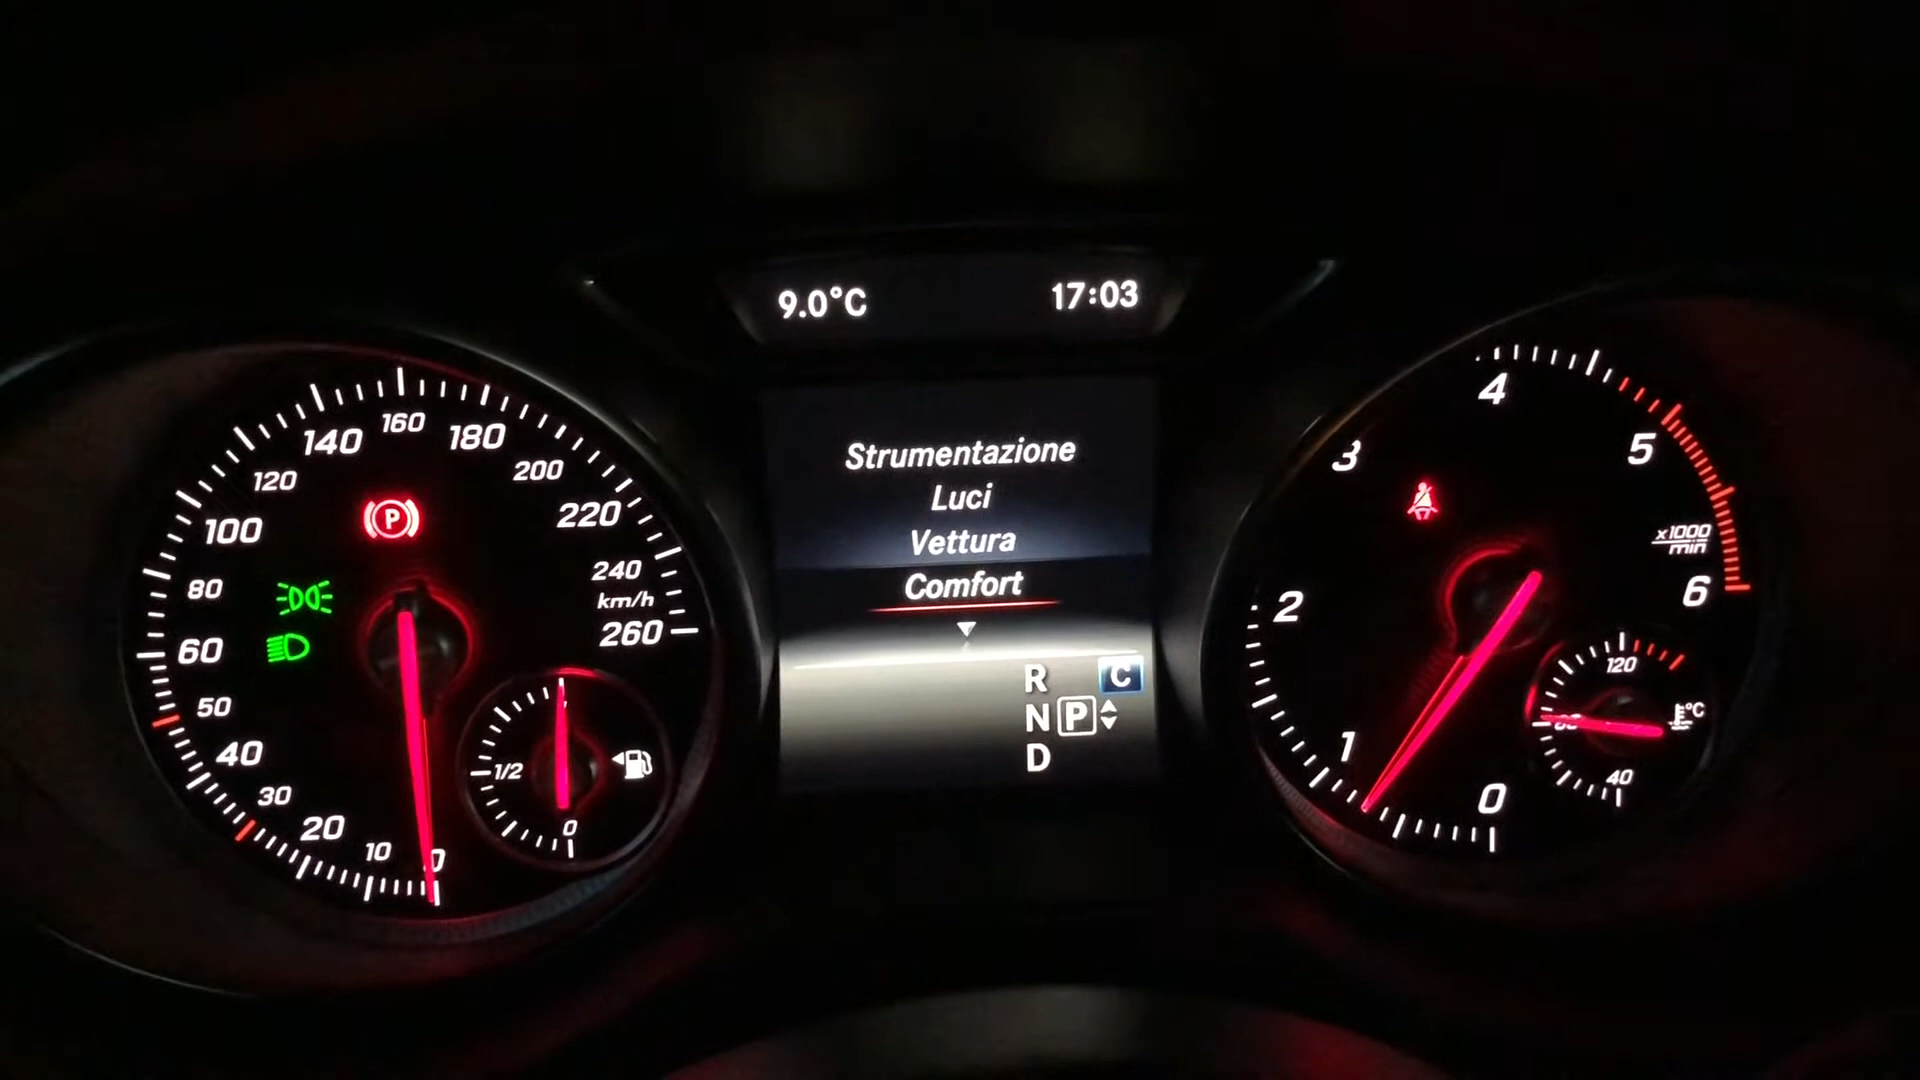 9.0°C 17:03
160
140 180
120 200
100 220
P
80 240
km/h
60 260
50
40
30
20
10
0
1/2
0
Strumentazione
Luci
Vettura
Comfort
R C
N P
D
4
3 5
x1000
min
2 6
1
0
120
°C
40